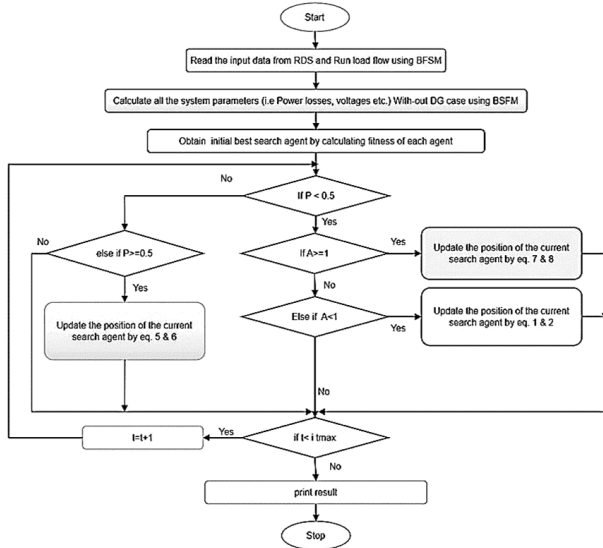 Start
Read the input data from RDS and Run load flow using BFSM
Calculate all the system parameters (i.e Power losses, voltages etc.) With-out DG case using BSFM
Obtain initial best search agent by calculating fitness of each agent
No
If P < 0.5
Yes
No
else if P>=0.5
If A>=1
Yes
Update the position of the current
search agent by eq. 7 & 8
Yes
No
Update the position of the current
search agent by eq. 5 & 6
Else if A<1
Yes
Update the position of the current
search agent by eq. 1 & 2
No
t=t+1
Yes
if t< i tmax
No
print result
Stop